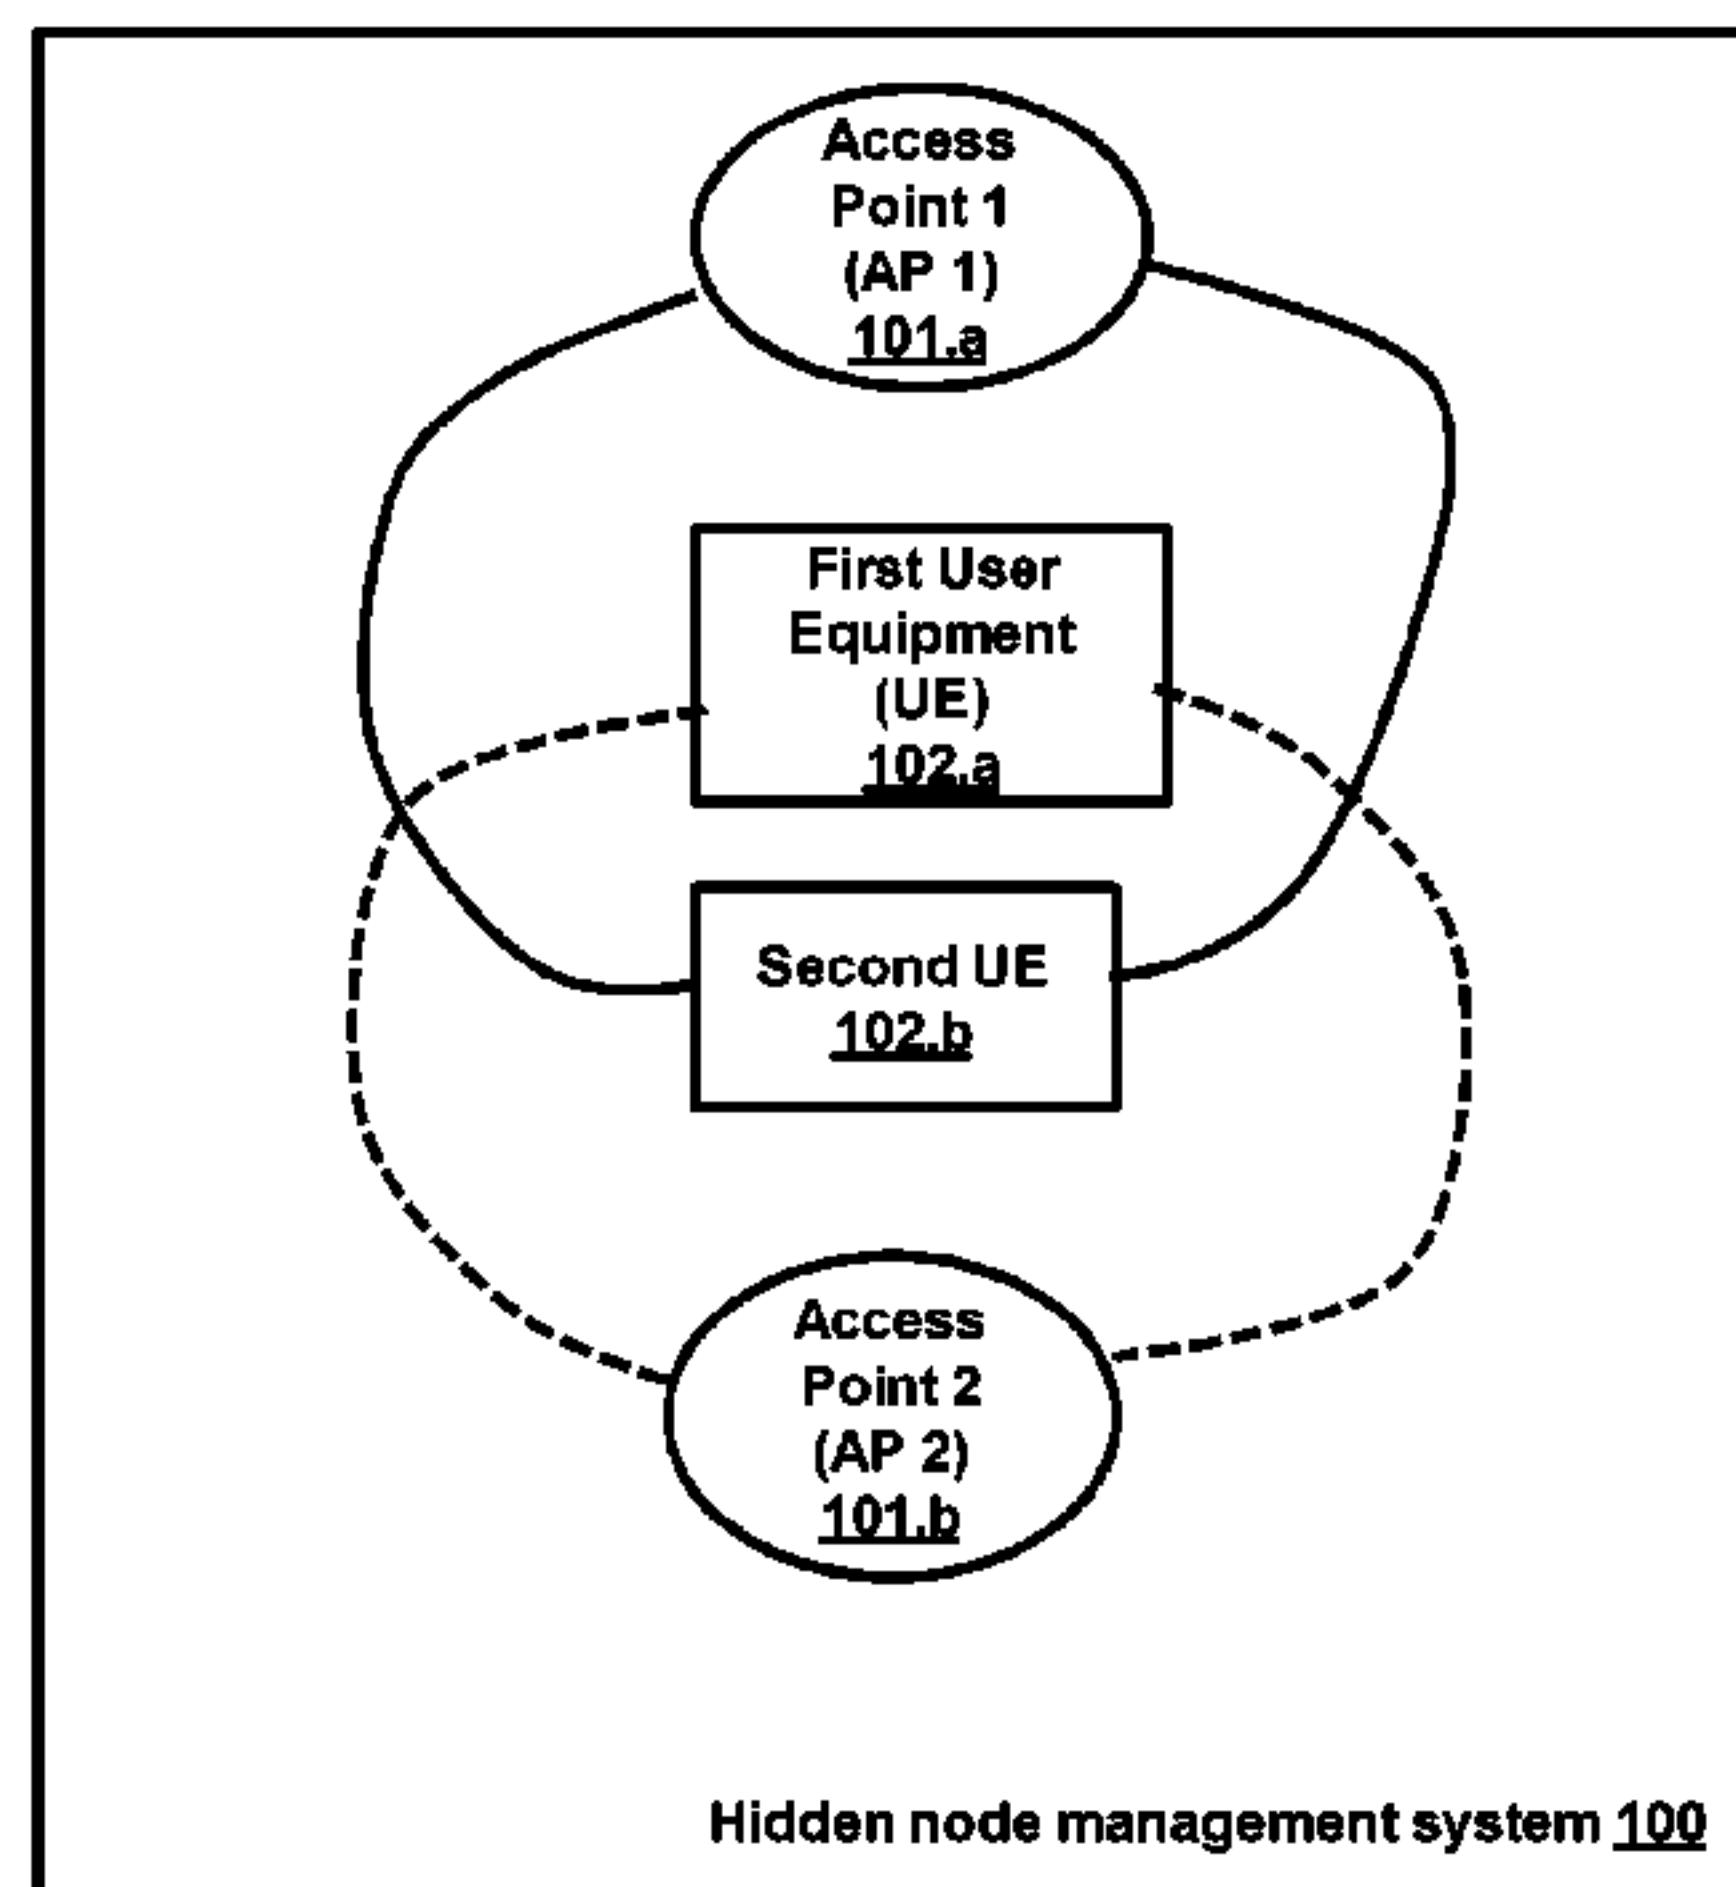 Access
Point 1
(AP 1)
101.a
First User
Equipment
(UE)
102.a
Second UE
102.b
Access
Point 2
(AP 2)
101.b
Hidden node management system 100